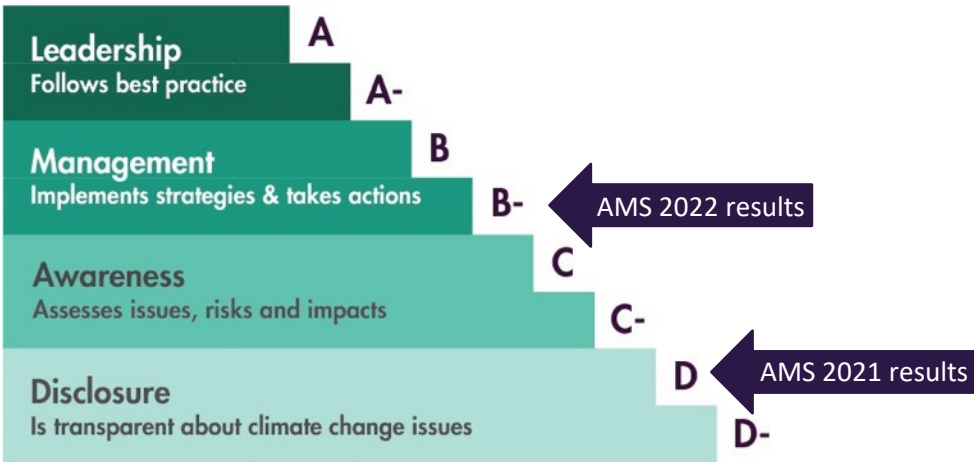 Leadership
A
Follows best practice
A-
Management
B
Implements strategies & takes actions
B-
AMS 2022 results
Awareness
C
Assesses issues, risks and impacts
C-
Disclosure
D
AMS 2021 results
Is transparent about climate change issues
D-